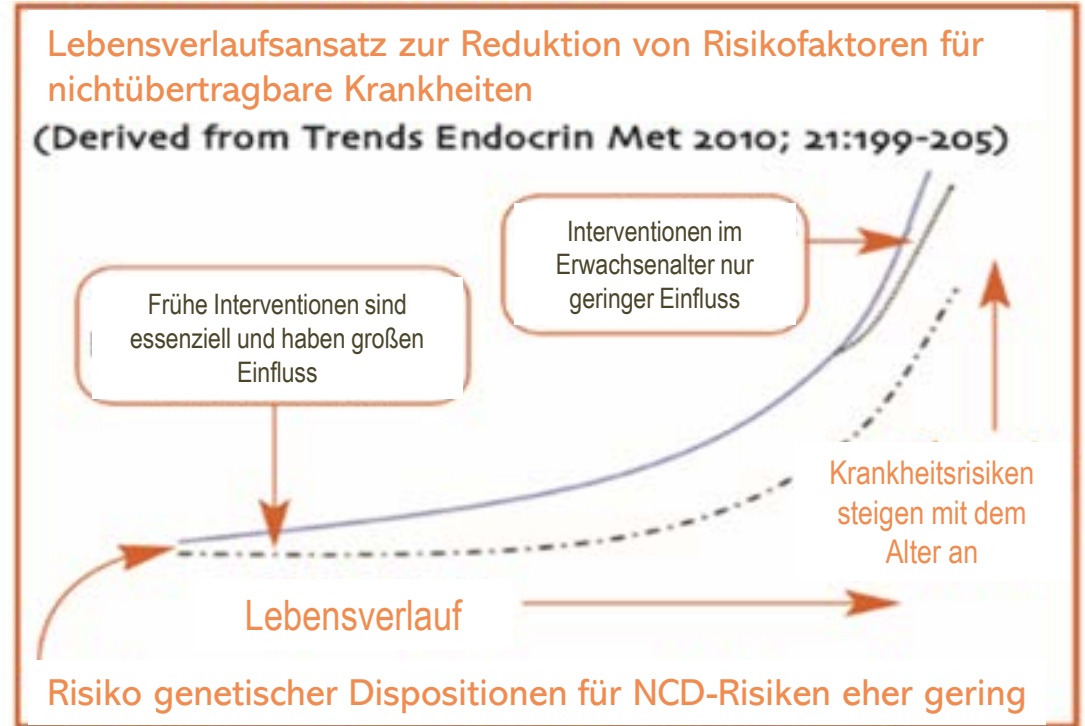 Lebensverlaufsansatz zur Reduktion von Risikofaktoren für
nichtübertragbare Krankheiten
(Derived from Trends Endocrin Met 2010; 21:199-205)
Interventionen im
Erwachsenalter nur
geringer Einfluss
Frühe Interventionen sind
essenziell und haben großen
Einfluss
Krankheitsrisiken
steigen mit dem
Alter an
Lebensverlauf
Risiko genetischer Dispositionen für NCD-Risiken eher gering